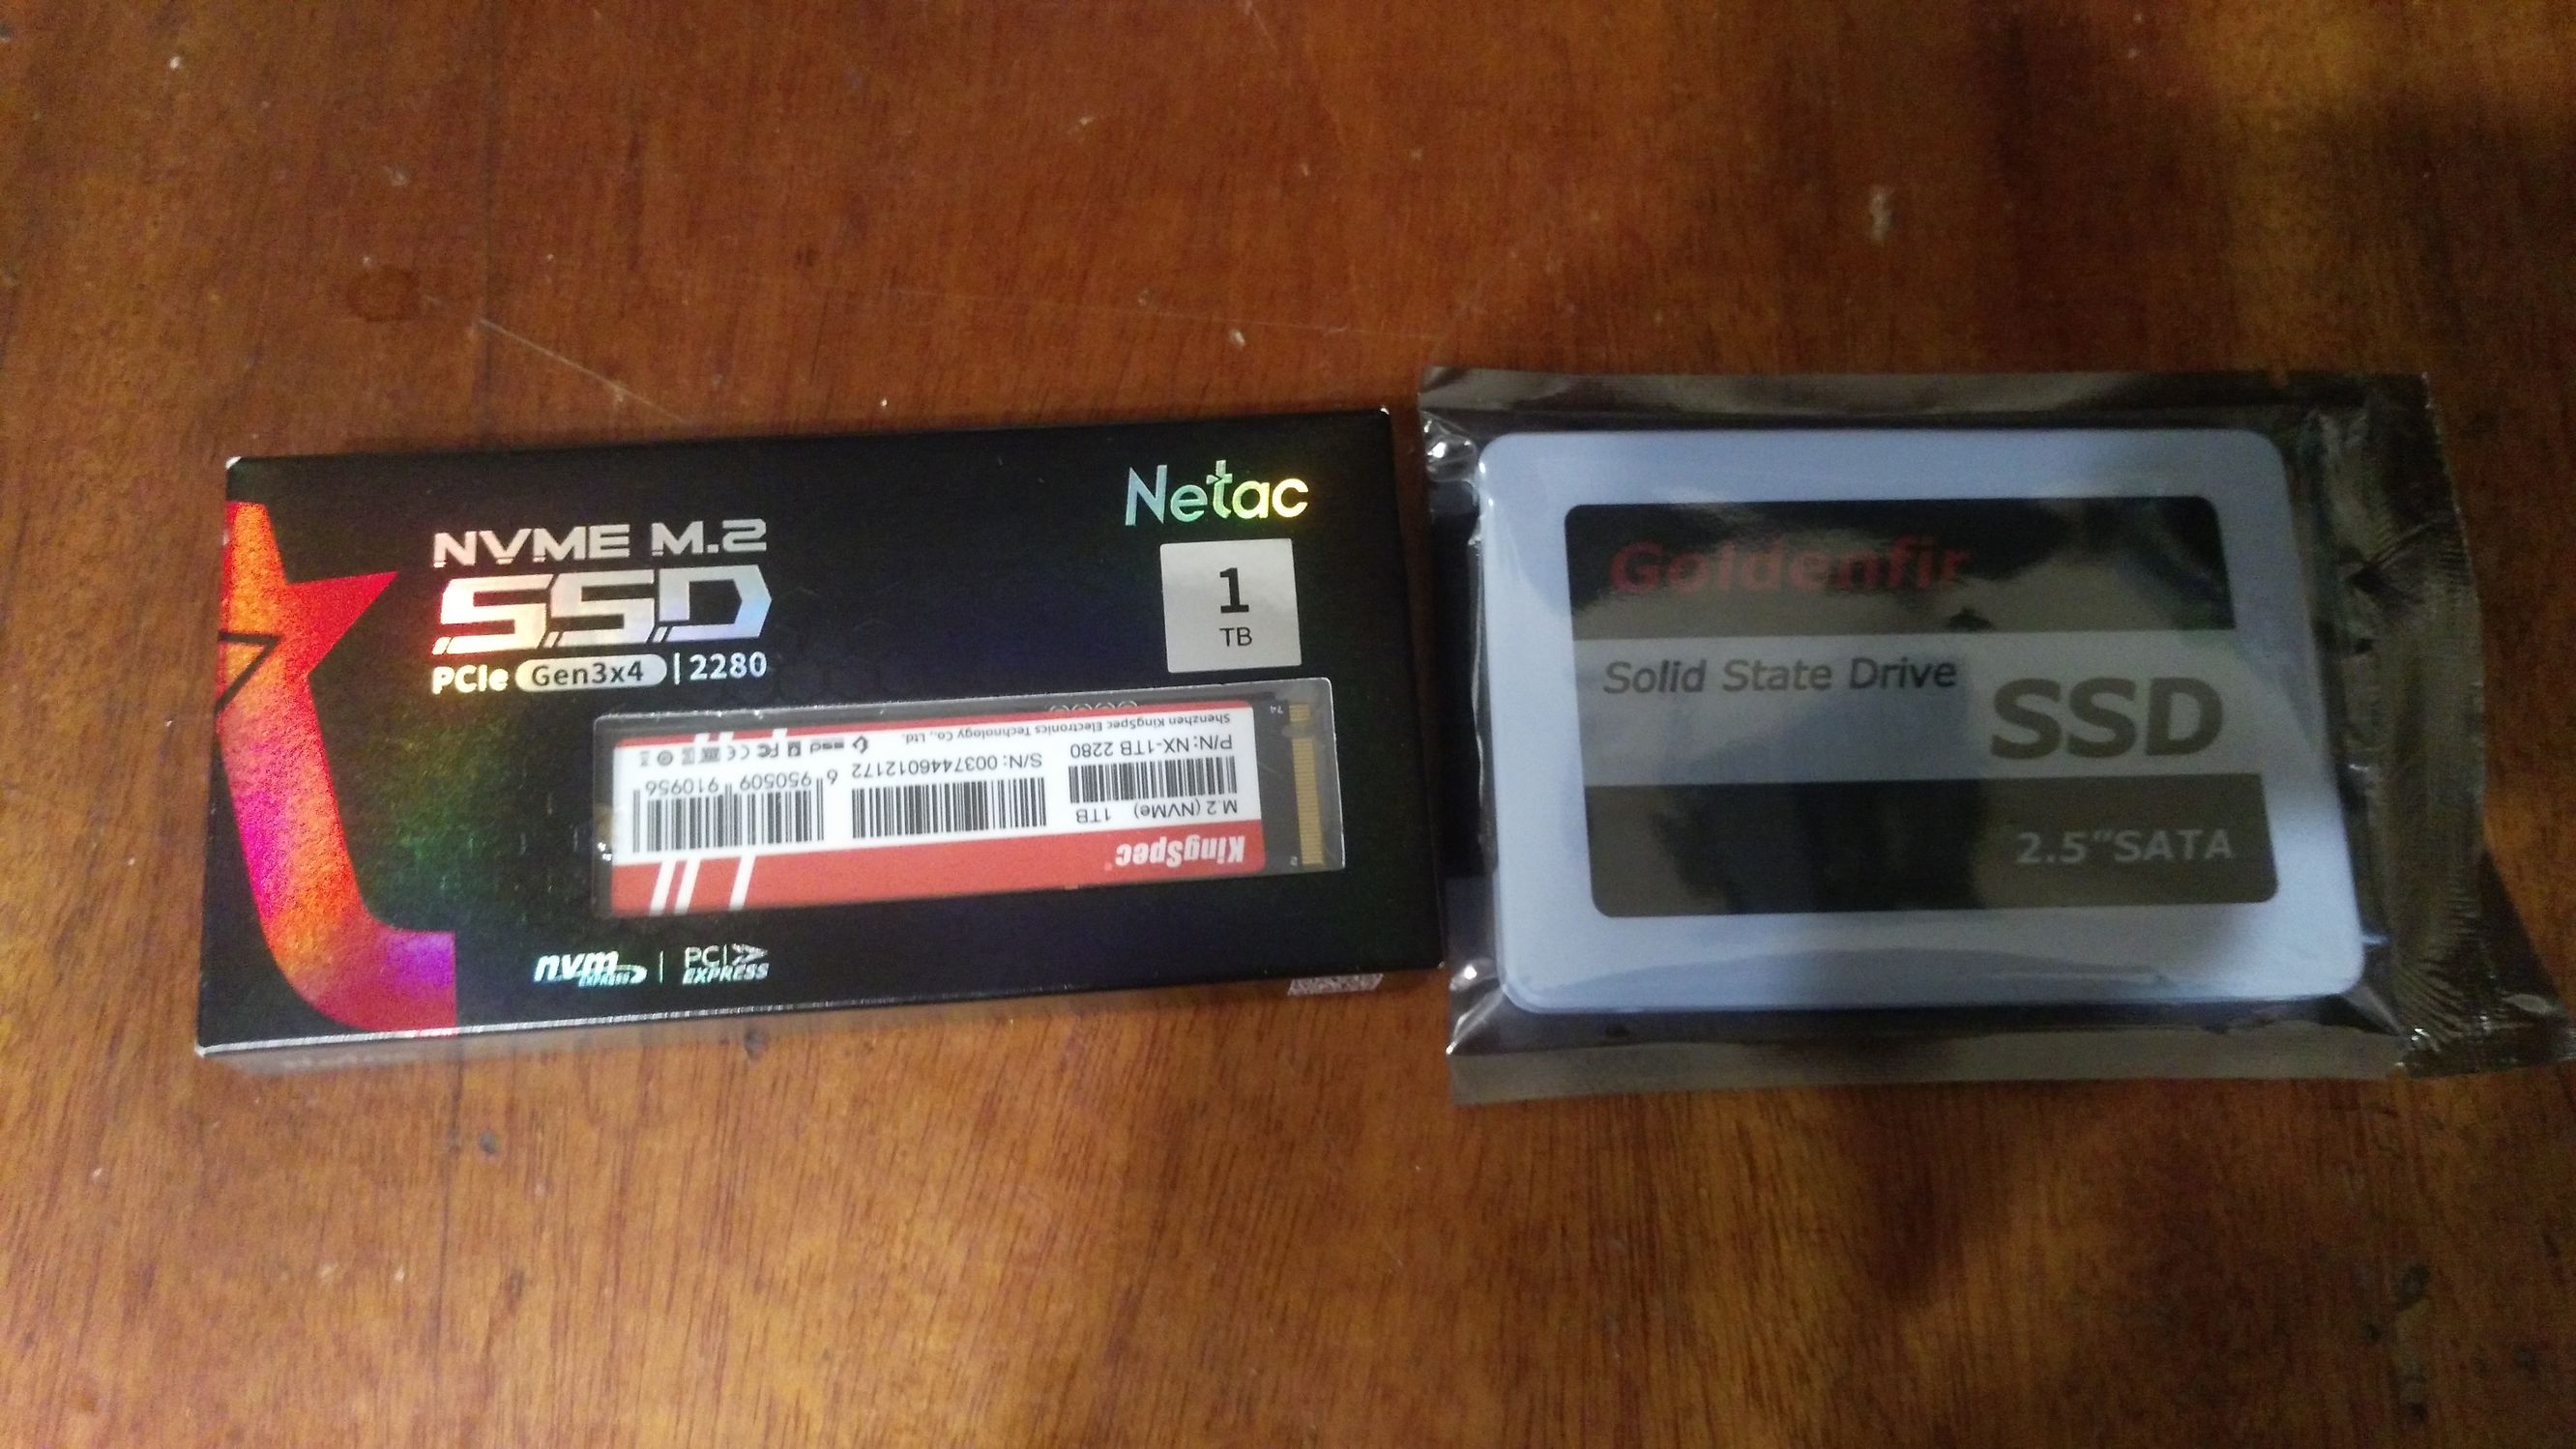 Netac
NVME M.2
SSD
PCIe Gen3x4 | 2280
1
TB
KingSpec
M.2 (NVMe) 1TB
P/N: NX-1TB 2280
S/N: 0037446012172
6 950509 910956
Shenzhen KingSpec Electronics Technology Co., Ltd.
nvm
EXPRESS
PCI
EXPRESS
Goldenfir
Solid State Drive
SSD
2.5"SATA